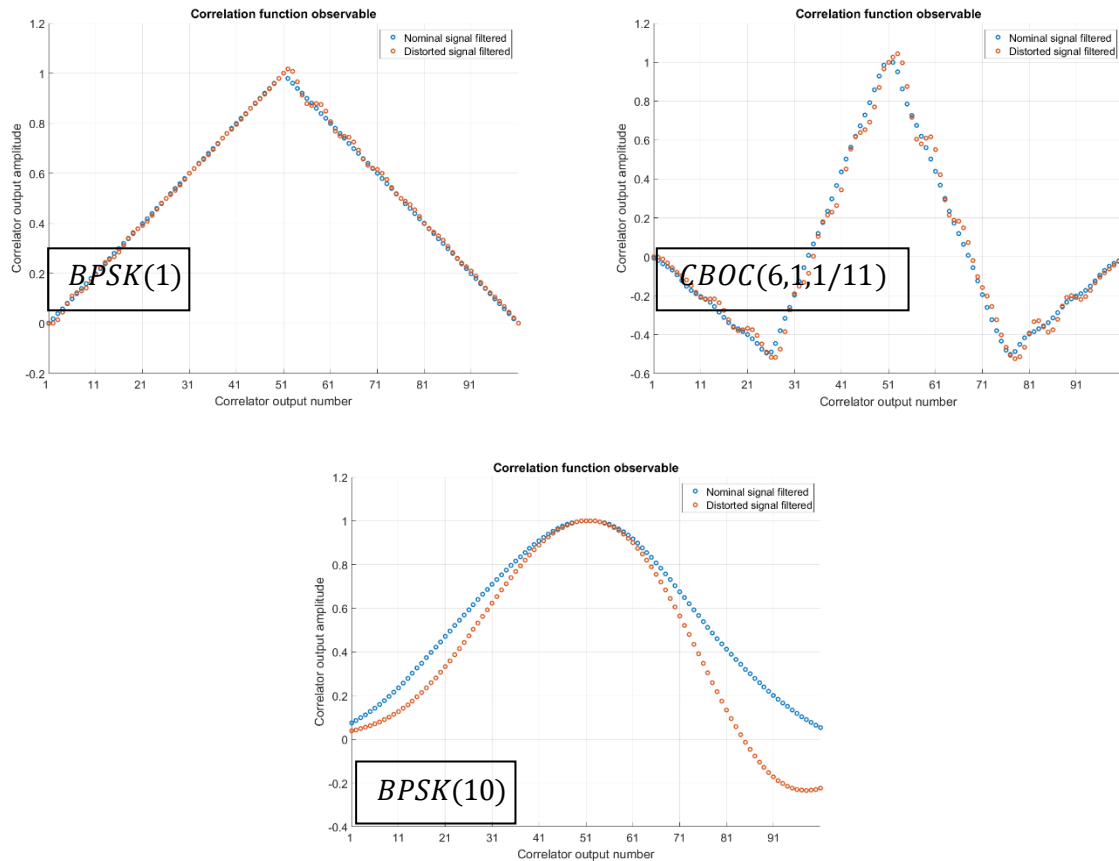 Correlation function observable
Nominal signal filtered
Distorted signal filtered
Correlator output amplitude
1.2
1
0.8
0.6
0.4
0.2
0
-0.2
BPSK(1)
1 11 21 31 41 51 61 71 81 91
Correlator output number
Correlation function observable
Nominal signal filtered
Distorted signal filtered
Correlator output amplitude
1.2
1
0.8
0.6
0.4
0.2
0
-0.2
-0.4
-0.6
CBOC(6,1,1/11)
1 11 21 31 41 51 61 71 81 91
Correlator output number
Correlation function observable
Nominal signal filtered
Distorted signal filtered
Correlator output amplitude
1.2
1
0.8
0.6
0.4
0.2
0
-0.2
-0.4
BPSK(10)
1 11 21 31 41 51 61 71 81 91
Correlator output number